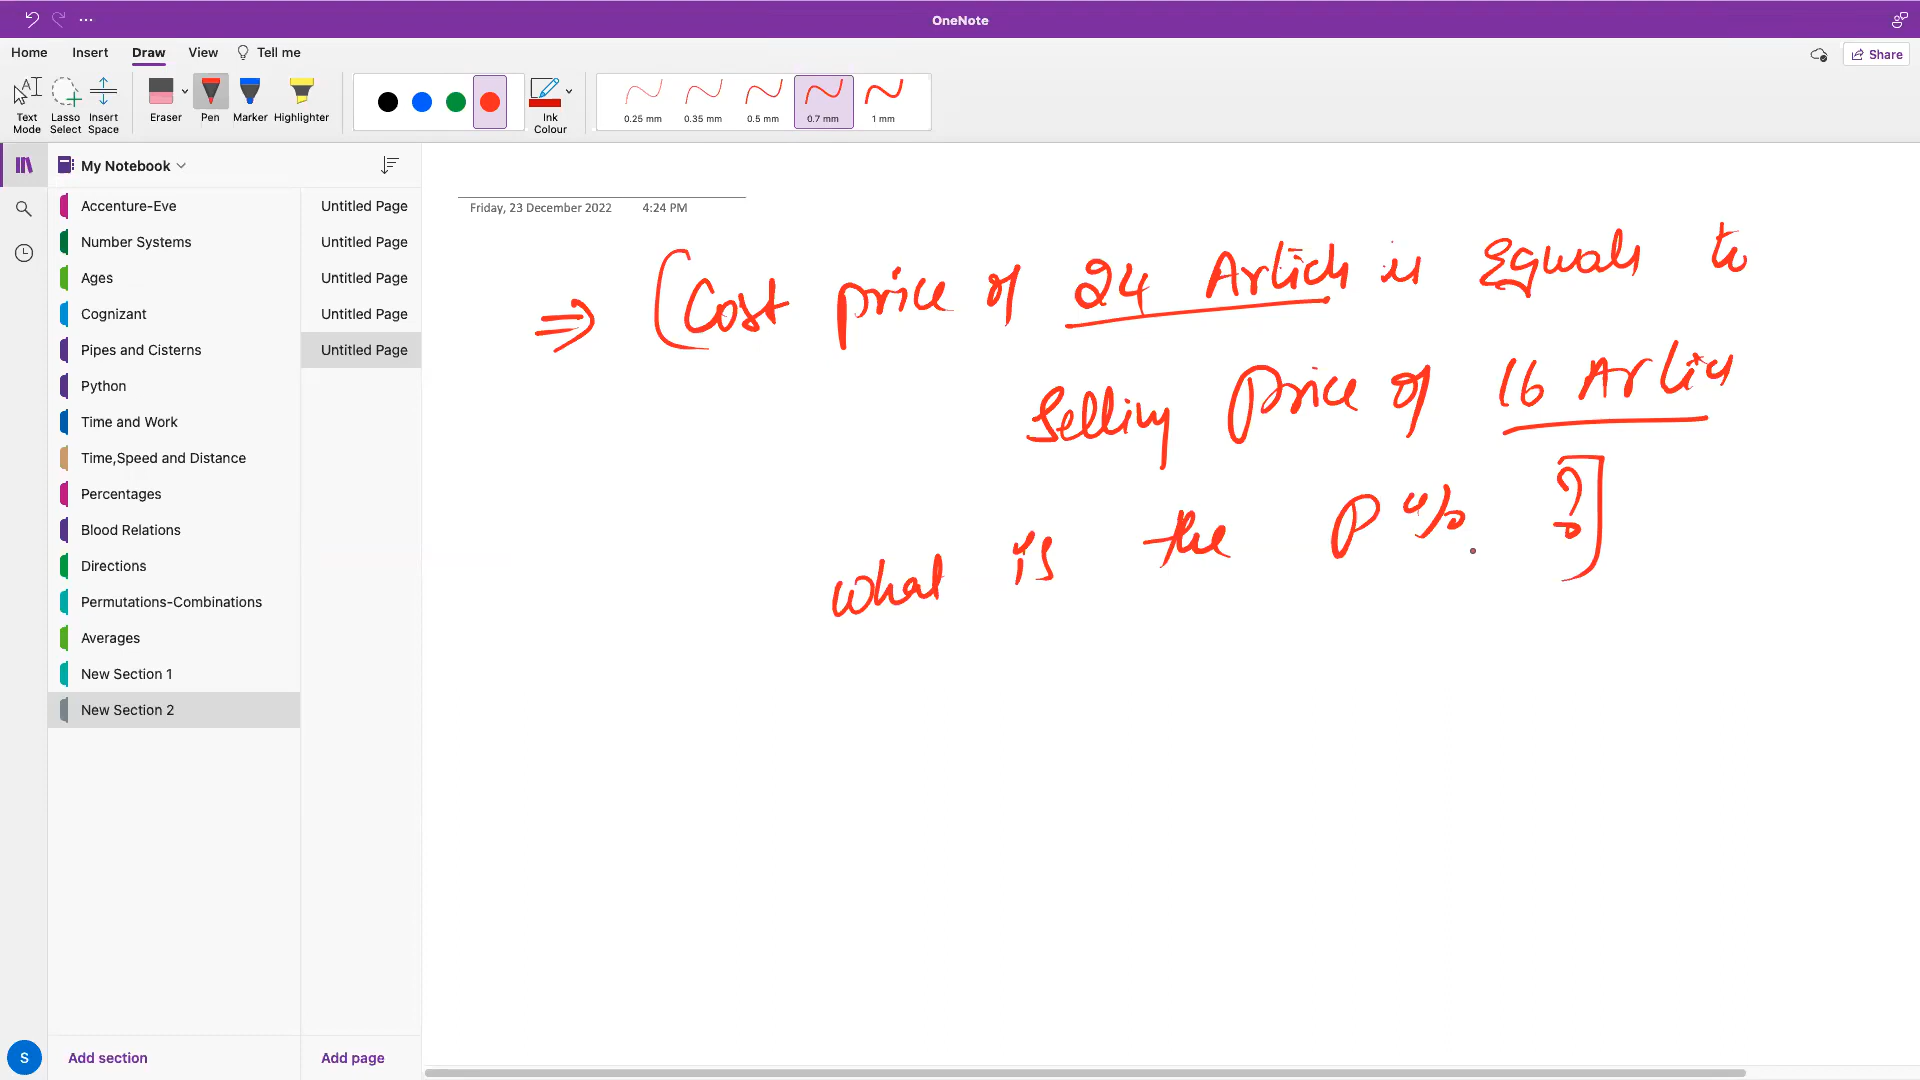 OneNote
Home Insert Draw View Tell me
Share
Text Mode
Lasso Select
Insert Space
Eraser
Pen
Marker
Highlighter
Ink Colour
0.25 mm
0.35 mm
0.5 mm
0.7 mm
1 mm
My Notebook
Accenture-Eve
Number Systems
Ages
Cognizant
Pipes and Cisterns
Python
Time and Work
Time,Speed and Distance
Percentages
Blood Relations
Directions
Permutations-Combinations
Averages
New Section 1
New Section 2
Add section
Untitled Page
Untitled Page
Untitled Page
Untitled Page
Untitled Page
Add page
S
Friday, 23 December 2022 4:24 PM
⇒ [Cost price of 24 Articls is Equals to
Selling Price of 16 Articls
what is the P % ?]